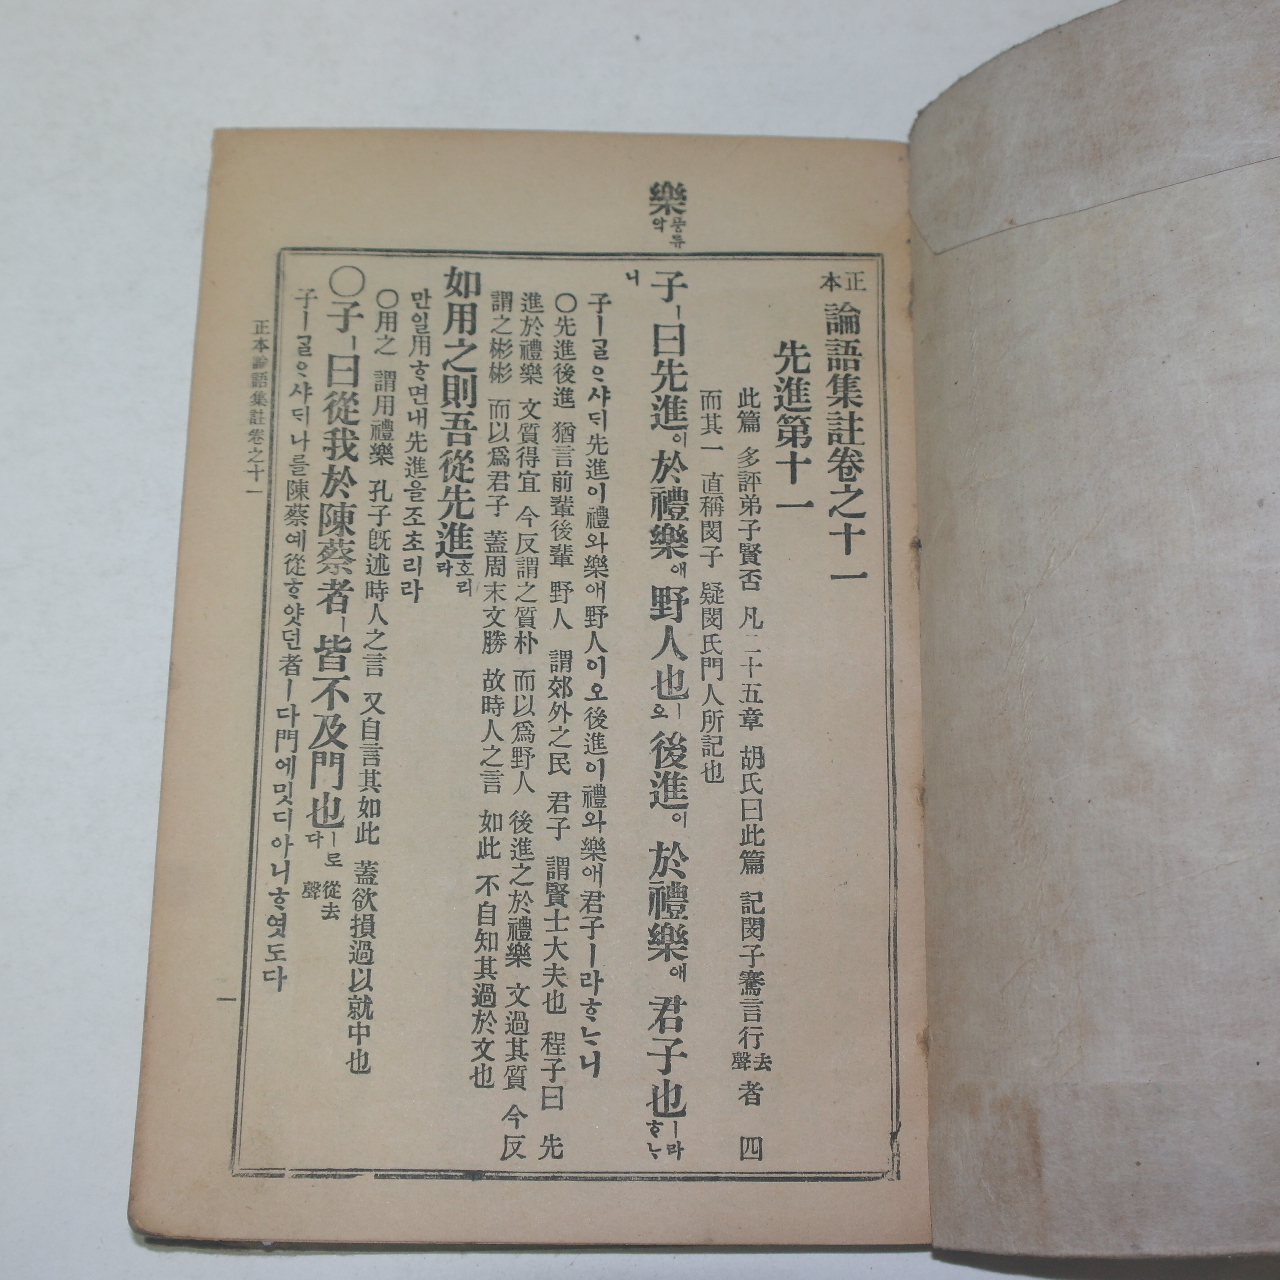 樂 풍류 악
正本 論語集註卷之十一
先進第十一
此篇 多評弟子賢否 凡二十五章 胡氏曰此篇 記閔子騫言行去聲者 四
而其一 直稱閔子 疑閔氏門人所記也
子ㅣ曰先進이於禮樂애野人也ㅣ오後進이於禮樂애君子也ㅣ라ᄒᆞᄂᆞ
니
子ㅣᄀᆞᆯᄋᆞ샤ᄃᆡ先進이禮와樂애野人이오後進이禮와樂애君子ㅣ라ᄒᆞᄂᆞ니
○先進後進 猶言前輩後輩 野人 謂郊外之民 君子 謂賢士大夫也 程子曰 先
進於禮樂 文質得宜 今反謂之質朴 而以爲野人 後進之於禮樂 文過其質 今反
謂之彬彬 而以爲君子 蓋周末文勝 故時人之言 如此 不自知其過於文也
如用之則吾從先進호리라
만일用ᄒᆞ면내先進을조초리라
○用之 謂用禮樂 孔子旣述時人之言 又自言其如此 蓋欲損過以就中也
○子ㅣ曰從我於陳蔡者ㅣ皆不及門也ㅣ로다 從去聲
子ㅣᄀᆞᆯᄋᆞ샤ᄃᆡ나를陳蔡예從ᄒᆞ얏던者ㅣ다門에밋디아니ᄒᆞ엿도다
正本論語集註卷之十一
一